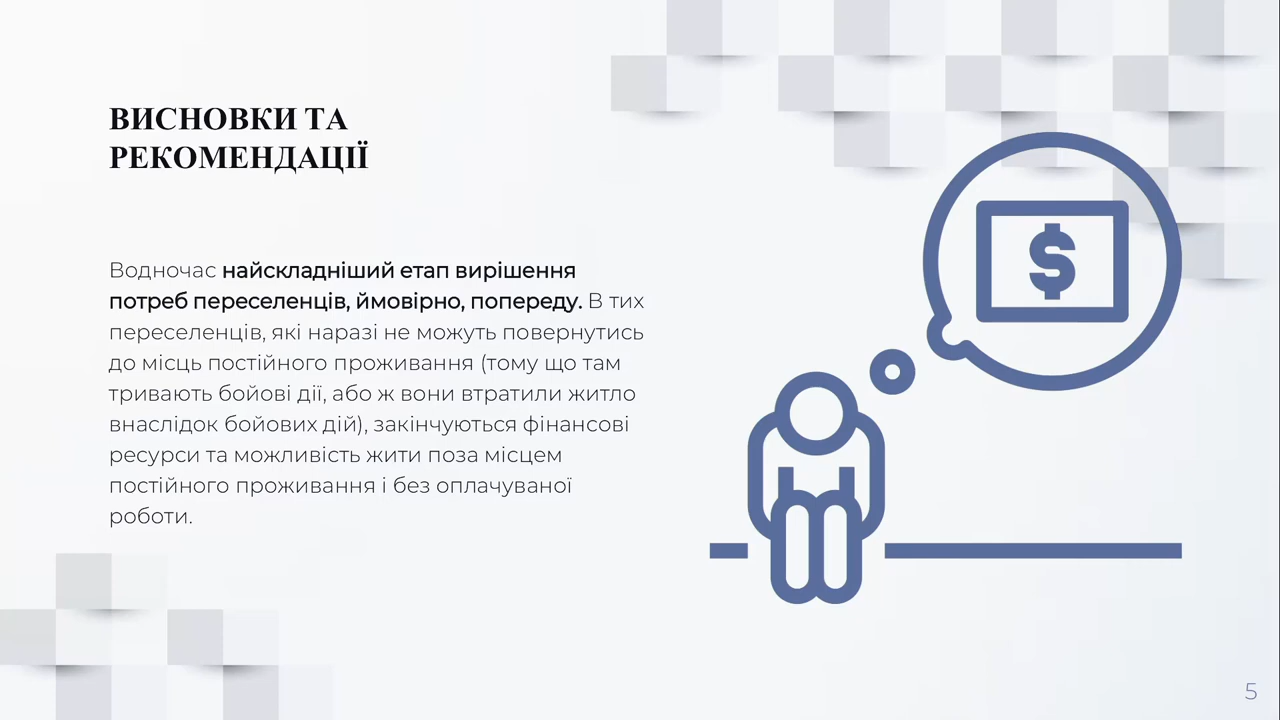 ВИСНОВКИ ТА
РЕКОМЕНДАЦІЇ
Водночас найскладніший етап вирішення
потреб переселенців, ймовірно, попереду. В тих
переселенців, які наразі не можуть повернутись
до місць постійного проживання (тому що там
тривають бойові дії, або ж вони втратили житло
внаслідок бойових дій), закінчуються фінансові
ресурси та можливість жити поза місцем
постійного проживання і без оплачуваної
роботи.
$
5